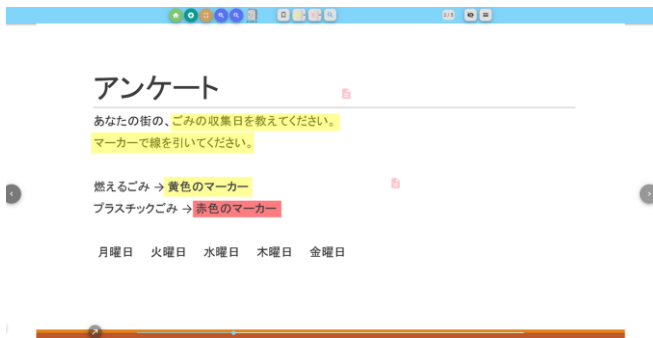 2/3
アンケート
あなたの街の、ごみの収集日を教えてください。
マーカーで線を引いてください。
燃えるごみ → 黄色のマーカー
プラスチックごみ → 赤色のマーカー
月曜日 火曜日 水曜日 木曜日 金曜日